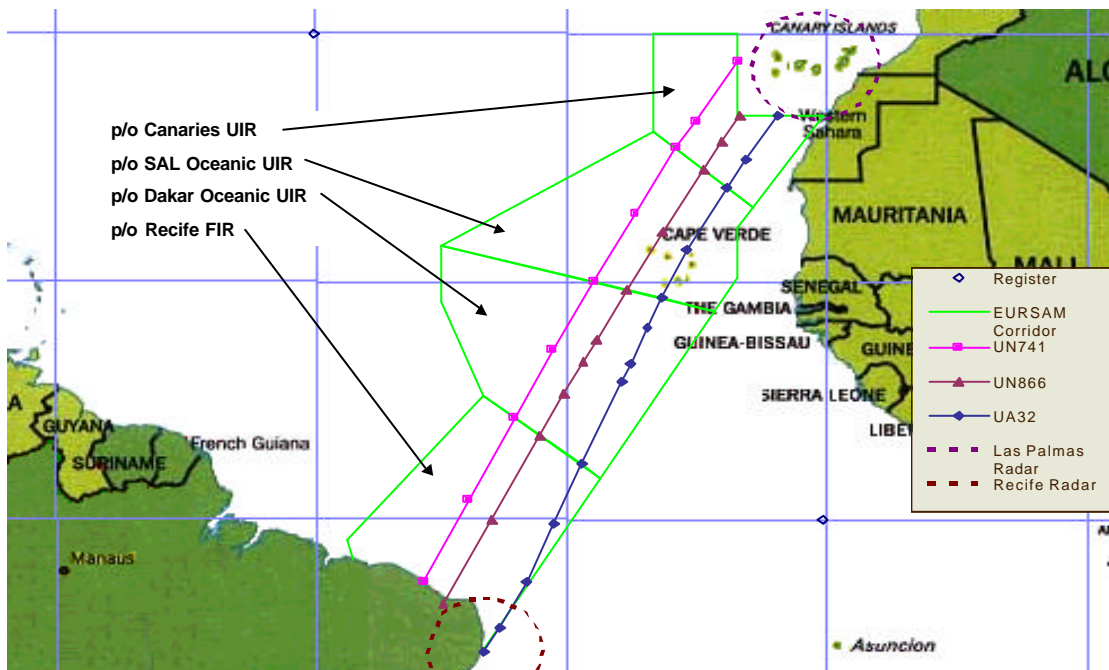 CANARY ISLANDS
ALG
p/o Canaries UIR
Western
Sahara
p/o SAL Oceanic UIR
p/o Dakar Oceanic UIR
MAURITANIA
p/o Recife FIR
CAPE VERDE
MALI
SENEGAL
THE GAMBIA
GUINEA-BISSAU
GUINE
SIERRA LEONE
LIBE
Register
EURSAM
Corridor
UN741
UN866
UA32
Las Palmas
Radar
Recife Radar
A
GUYANA
SURINAME
French Guiana
Manaus
Asuncion